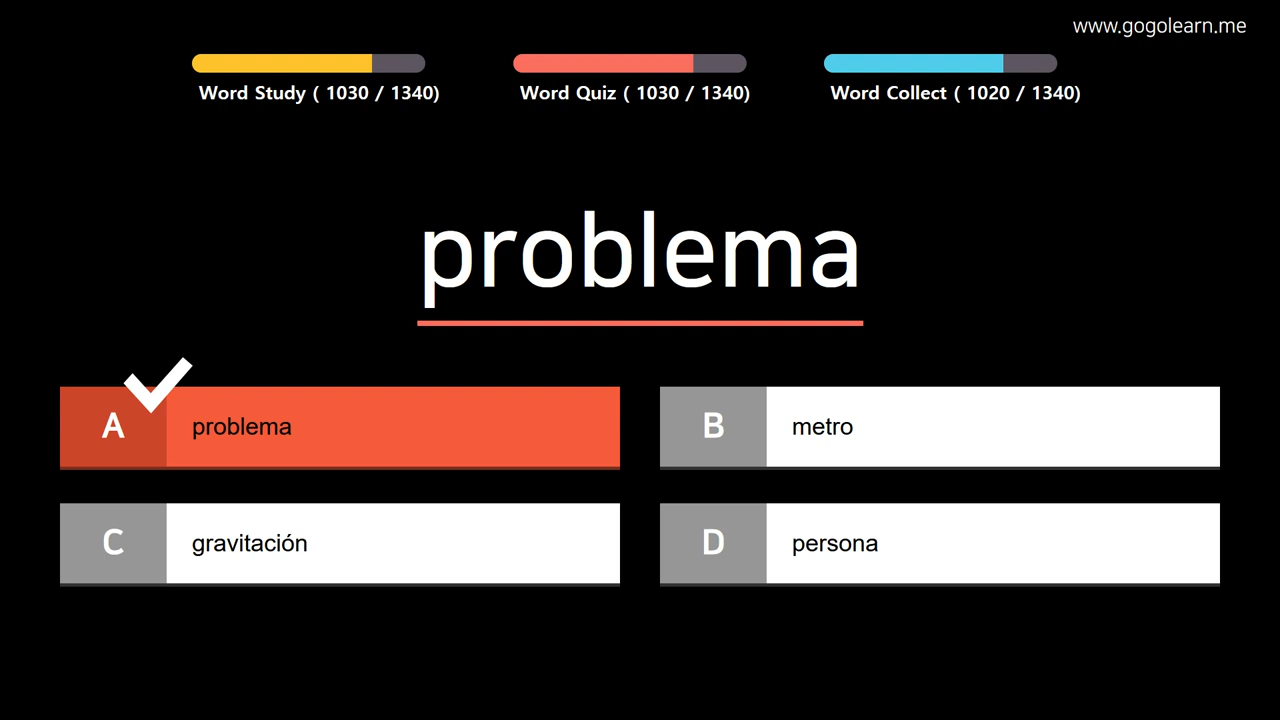 www.gogolearn.me
Word Study ( 1030 / 1340)
Word Quiz ( 1030 / 1340)
Word Collect ( 1020 / 1340)
problema
A
problema
B
metro
C
gravitación
D
persona